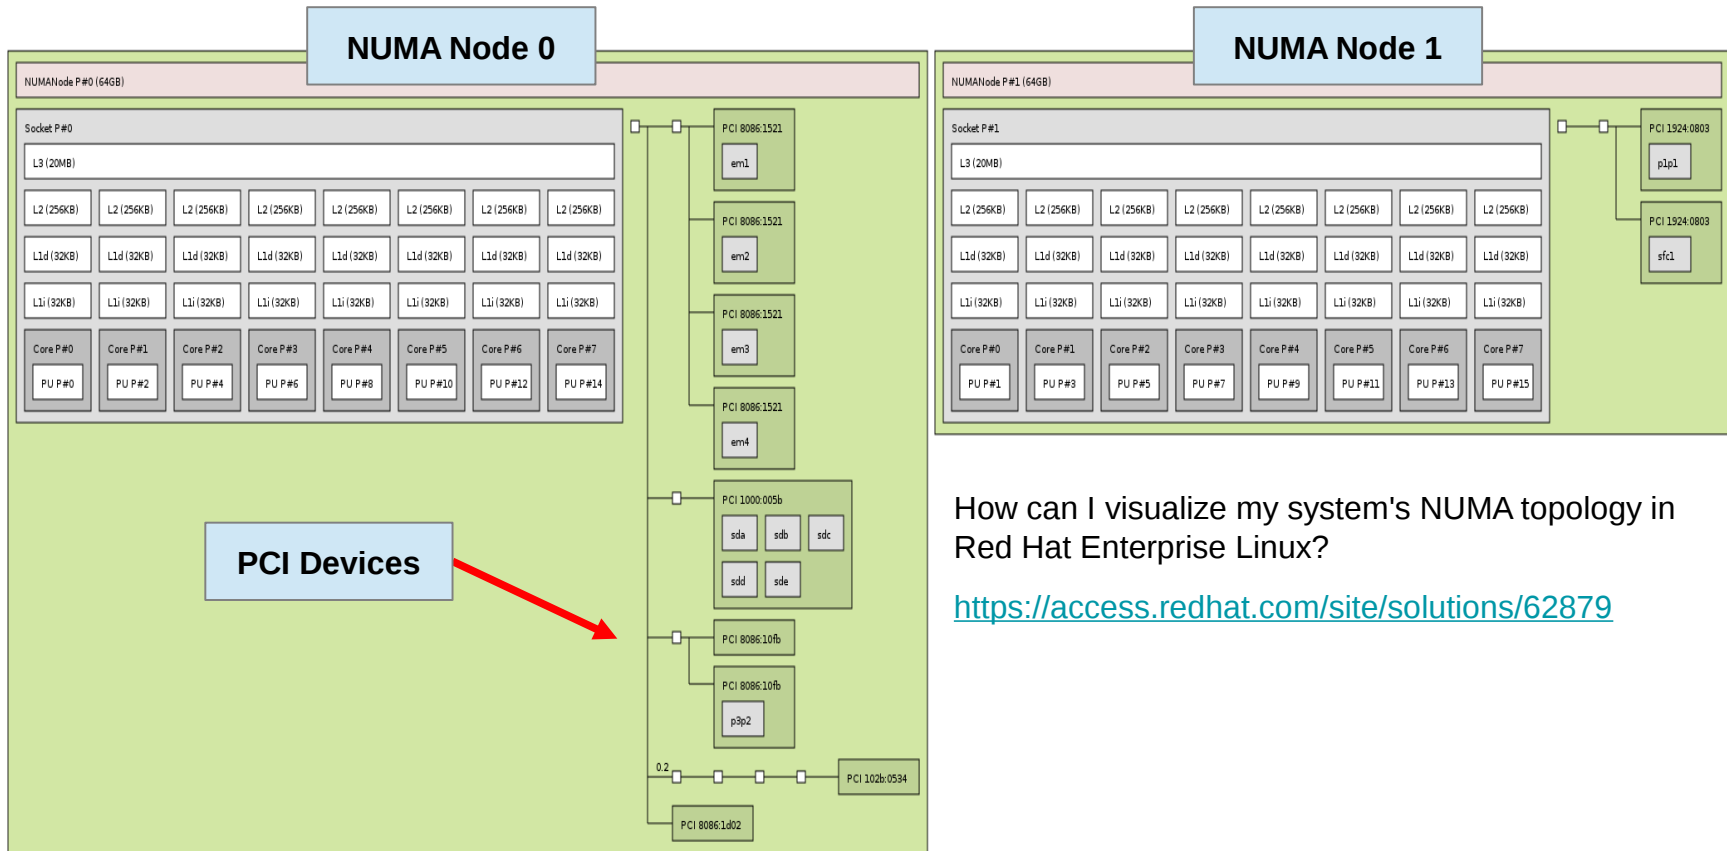 NUMA Node 0
NUMANode P#0 (64GB)
Socket P#0
L3 (20MB)
L2 (256KB) L2 (256KB) L2 (256KB) L2 (256KB) L2 (256KB) L2 (256KB) L2 (256KB) L2 (256KB)
L1d (32KB) L1d (32KB) L1d (32KB) L1d (32KB) L1d (32KB) L1d (32KB) L1d (32KB) L1d (32KB)
L1i (32KB) L1i (32KB) L1i (32KB) L1i (32KB) L1i (32KB) L1i (32KB) L1i (32KB) L1i (32KB)
Core P#0 Core P#1 Core P#2 Core P#3 Core P#4 Core P#5 Core P#6 Core P#7
PU P#0 PU P#2 PU P#4 PU P#6 PU P#8 PU P#10 PU P#12 PU P#14
PCI 8086:1521
em1
PCI 8086:1521
em2
PCI 8086:1521
em3
PCI 8086:1521
em4
PCI 1000:005b
sda sdb sdc
sdd sde
PCI 8086:10fb
PCI 8086:10fb
p3p2
0.2
PCI 102b:0534
PCI 8086:1d02
PCI Devices
NUMA Node 1
NUMANode P#1 (64GB)
Socket P#1
L3 (20MB)
L2 (256KB) L2 (256KB) L2 (256KB) L2 (256KB) L2 (256KB) L2 (256KB) L2 (256KB) L2 (256KB)
L1d (32KB) L1d (32KB) L1d (32KB) L1d (32KB) L1d (32KB) L1d (32KB) L1d (32KB) L1d (32KB)
L1i (32KB) L1i (32KB) L1i (32KB) L1i (32KB) L1i (32KB) L1i (32KB) L1i (32KB) L1i (32KB)
Core P#0 Core P#1 Core P#2 Core P#3 Core P#4 Core P#5 Core P#6 Core P#7
PU P#1 PU P#3 PU P#5 PU P#7 PU P#9 PU P#11 PU P#13 PU P#15
PCI 1924:0803
p1p1
PCI 1924:0803
sfc1
How can I visualize my system's NUMA topology in
Red Hat Enterprise Linux?
https://access.redhat.com/site/solutions/62879